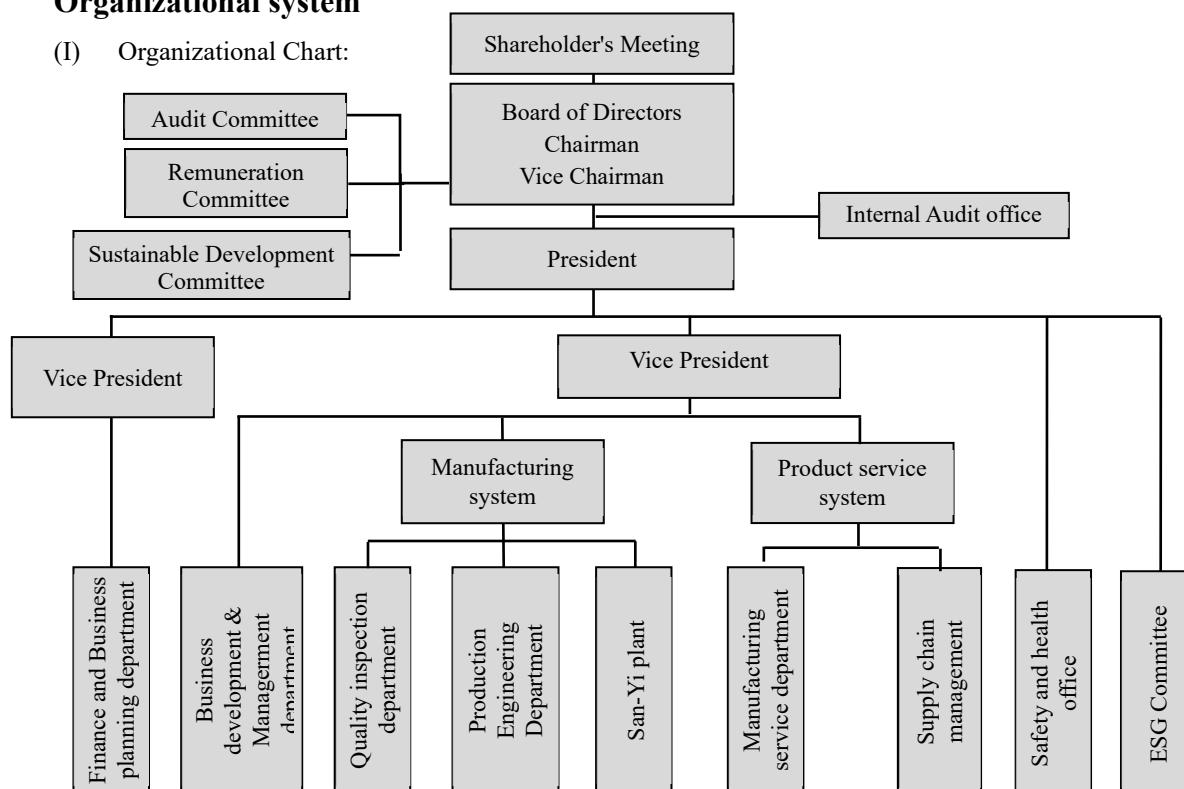 Organizational system
(I) Organizational Chart:
Shareholder's Meeting
Audit Committee
Board of Directors
Chairman
Vice Chairman
Remuneration
Committee
Internal Audit office
Sustainable Development
Committee
President
Vice President
Vice President
Manufacturing
system
Product service
system
Finance and Business
planning department
Business
development &
Managerment
department
Quality inspection
department
Production
Engineering
Department
San-Yi plant
Manufacturing
service department
Supply chain
management
Safety and health
office
ESG Committee